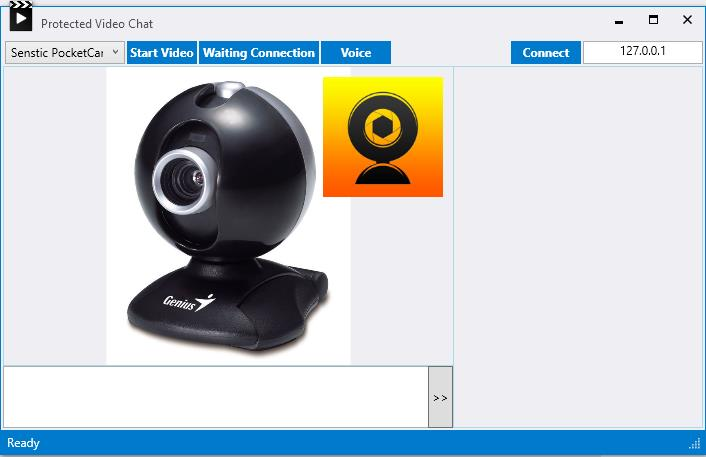 Protected Video Chat
Senstic PocketCar
Start Video
Waiting Connection
Voice
Connect
127.0.0.1
Genius
>>
Ready